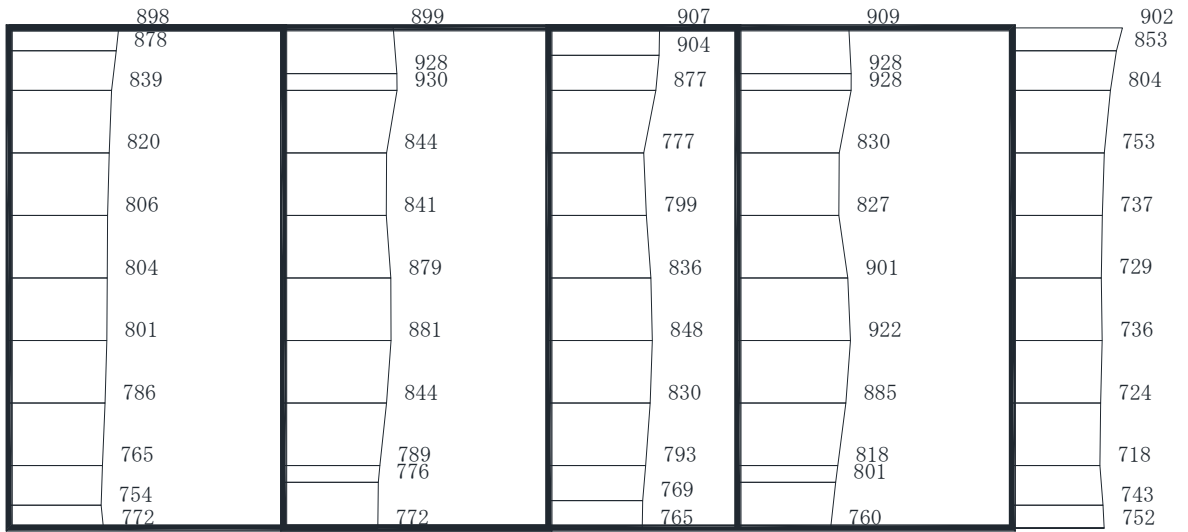 898 899 907 909 902
878 904 853
928 928
839 930 877 928 804
820 844 777 830 753
806 841 799 827 737
804 879 836 901 729
801 881 848 922 736
786 844 830 885 724
765 789 793 818 718
776 801
754 769 743
772 772 765 760 752